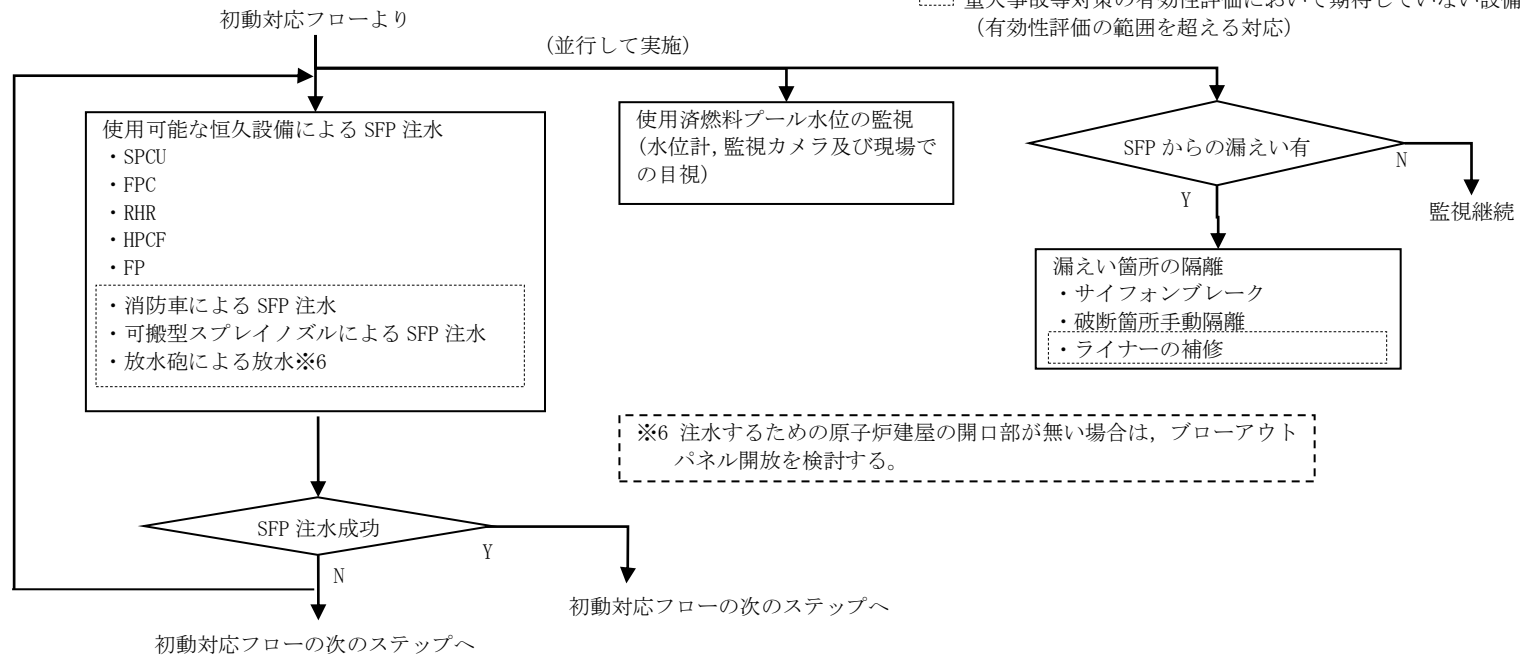 重大事故等対策の有効性評価において期待していない設備
(有効性評価の範囲を超える対応)
初動対応フローより
(並行して実施)
使用可能な恒久設備による SFP 注水
・SPCU
・FPC
・RHR
・HPCF
・FP
・消防車による SFP 注水
・可搬型スプレイノズルによる SFP 注水
・放水砲による放水※6
使用済燃料プール水位の監視
(水位計,監視カメラ及び現場で
の目視)
SFP からの漏えい有
N
Y
監視継続
漏えい箇所の隔離
・サイフォンブレーク
・破断箇所手動隔離
・ライナーの補修
※6 注水するための原子炉建屋の開口部が無い場合は,ブローアウト
パネル開放を検討する。
SFP 注水成功
Y
N
初動対応フローの次のステップへ
初動対応フローの次のステップへ